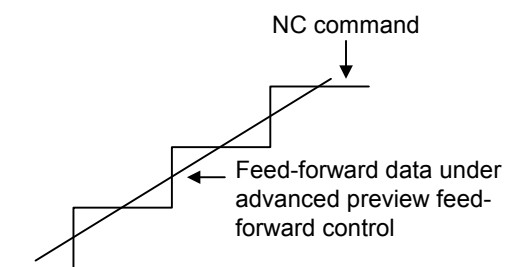 NC command
Feed-forward data under
advanced preview feed-
forward control